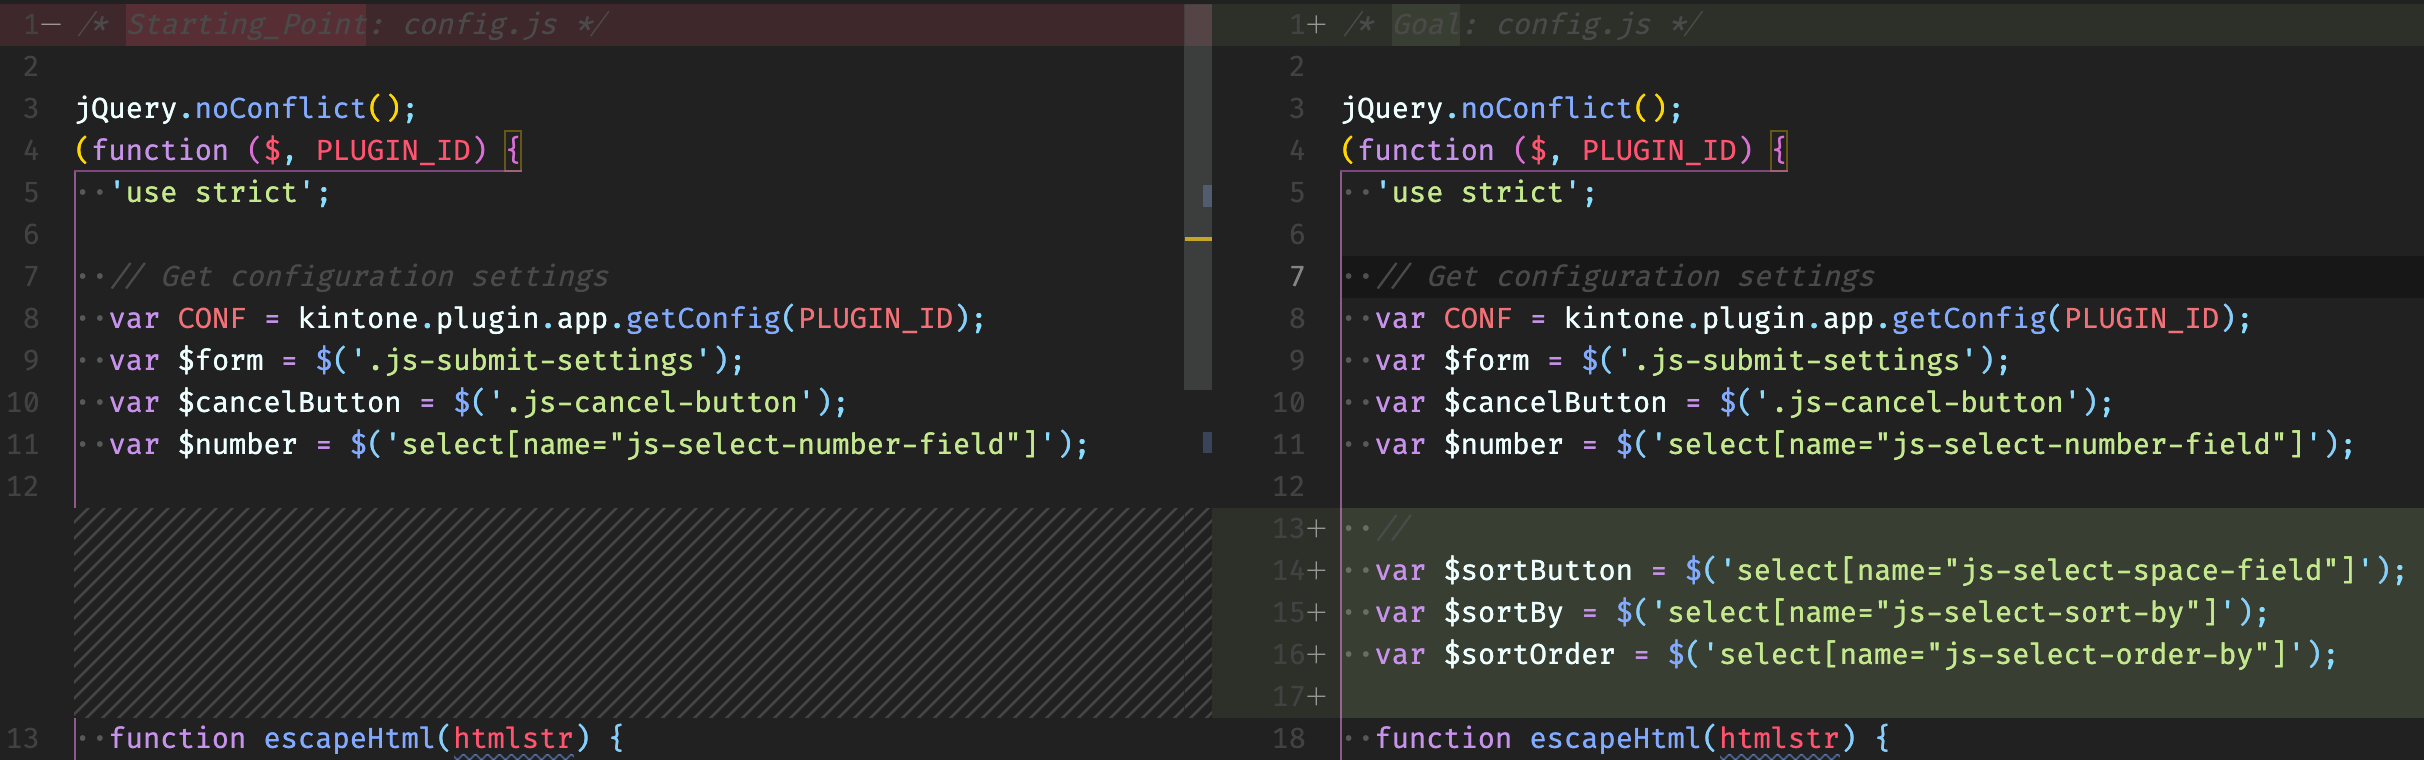 1— /* Starting_Point: config.js */
2
3 jQuery.noConflict();
4 (function ($, PLUGIN_ID) {
5 ··'use strict';
6
7 ··// Get configuration settings
8 ··var CONF = kintone.plugin.app.getConfig(PLUGIN_ID);
9 ··var $form = $('.js-submit-settings');
10 ··var $cancelButton = $('.js-cancel-button');
11 ··var $number = $('select[name="js-select-number-field"]');
12
13 ··function escapeHtml(htmlstr) {
1+ /* Goal: config.js */
2
3 jQuery.noConflict();
4 (function ($, PLUGIN_ID) {
5 ··'use strict';
6
7 ··// Get configuration settings
8 ··var CONF = kintone.plugin.app.getConfig(PLUGIN_ID);
9 ··var $form = $('.js-submit-settings');
10 ··var $cancelButton = $('.js-cancel-button');
11 ··var $number = $('select[name="js-select-number-field"]');
12
13+ ··//
14+ ··var $sortButton = $('select[name="js-select-space-field"]');
15+ ··var $sortBy = $('select[name="js-select-sort-by"]');
16+ ··var $sortOrder = $('select[name="js-select-order-by"]');
17+
18 ··function escapeHtml(htmlstr) {